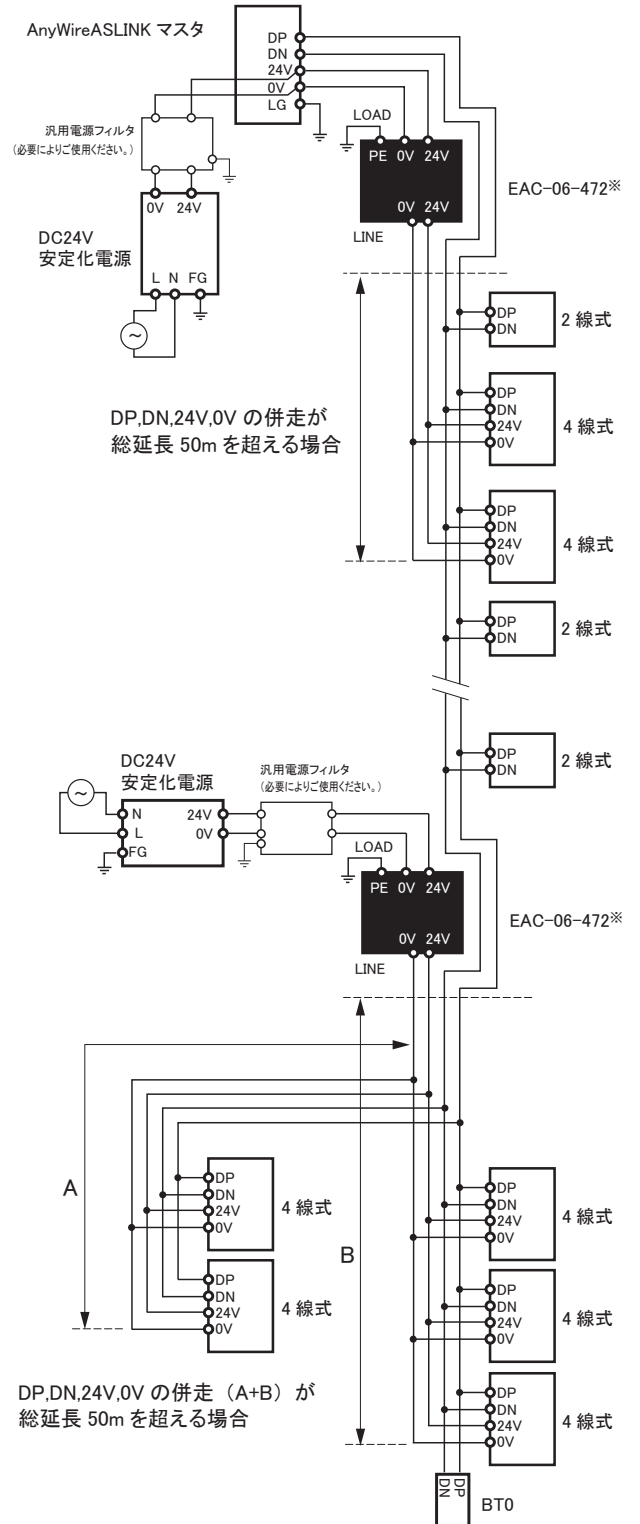 AnyWireASLINK マスタ
DP
DN
24V
0V
LG
汎用電源フィルタ
(必要によりご使用ください。)
0V 24V
DC24V
安定化電源
L N FG
~
LOAD
PE 0V 24V
0V 24V
LINE
EAC-06-472※
DP
DN
2 線式
DP,DN,24V,0V の併走が
総延長 50m を超える場合
DP
DN
24V
0V
4 線式
DP
DN
24V
0V
4 線式
DP
DN
2 線式
DP
DN
2 線式
DC24V
安定化電源
~
N
L
FG
24V
0V
汎用電源フィルタ
(必要によりご使用ください。)
LOAD
PE 0V 24V
0V 24V
LINE
EAC-06-472※
A
DP
DN
24V
0V
4 線式
DP
DN
24V
0V
4 線式
B
DP
DN
24V
0V
4 線式
DP
DN
24V
0V
4 線式
DP
DN
24V
0V
4 線式
DP,DN,24V,0V の併走（A+B）が
総延長 50m を超える場合
DP
DN
BT0